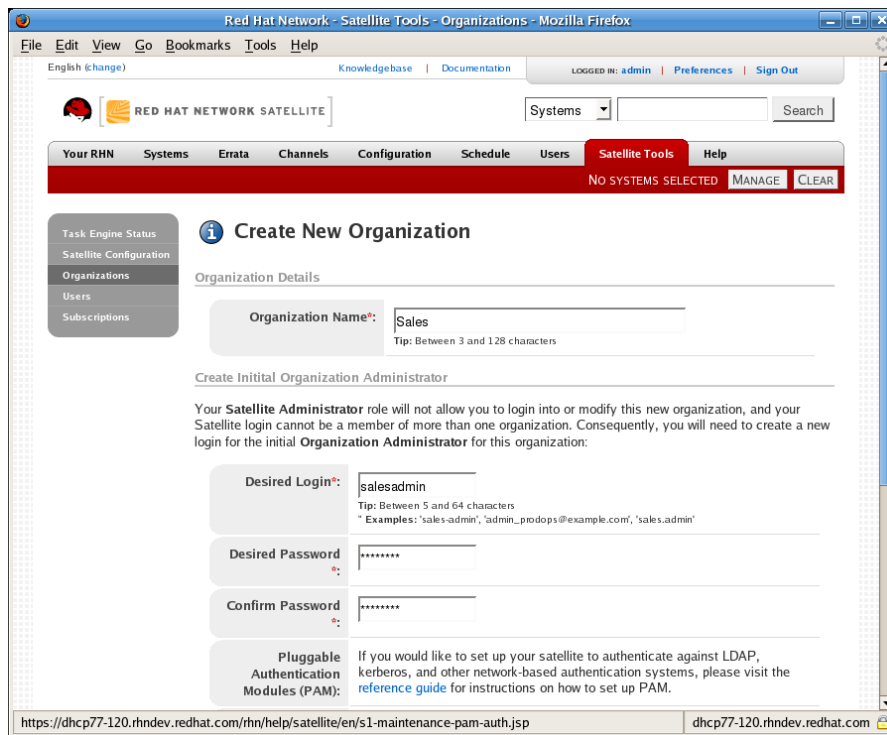 Red Hat Network - Satellite Tools - Organizations - Mozilla Firefox
File Edit View Go Bookmarks Tools Help
English (change) Knowledgebase | Documentation LOGGED IN: admin | Preferences | Sign Out
RED HAT NETWORK SATELLITE Systems Search
Your RHN Systems Errata Channels Configuration Schedule Users Satellite Tools Help
NO SYSTEMS SELECTED MANAGE CLEAR
Task Engine Status
Satellite Configuration
Organizations
Users
Subscriptions
Create New Organization
Organization Details
Organization Name*: Sales
Tip: Between 3 and 128 characters
Create Initital Organization Administrator
Your Satellite Administrator role will not allow you to login into or modify this new organization, and your
Satellite login cannot be a member of more than one organization. Consequently, you will need to create a new
login for the initial Organization Administrator for this organization:
Desired Login*: salesadmin
Tip: Between 5 and 64 characters
" Examples: 'sales-admin', 'admin_prodops@example.com', 'sales.admin'
Desired Password
*: ********
Confirm Password
*: ********
Pluggable
Authentication
Modules (PAM):
If you would like to set up your satellite to authenticate against LDAP,
kerberos, and other network-based authentication systems, please visit the
reference guide for instructions on how to set up PAM.
https://dhcp77-120.rhndev.redhat.com/rhn/help/satellite/en/s1-maintenance-pam-auth.jsp dhcp77-120.rhndev.redhat.com